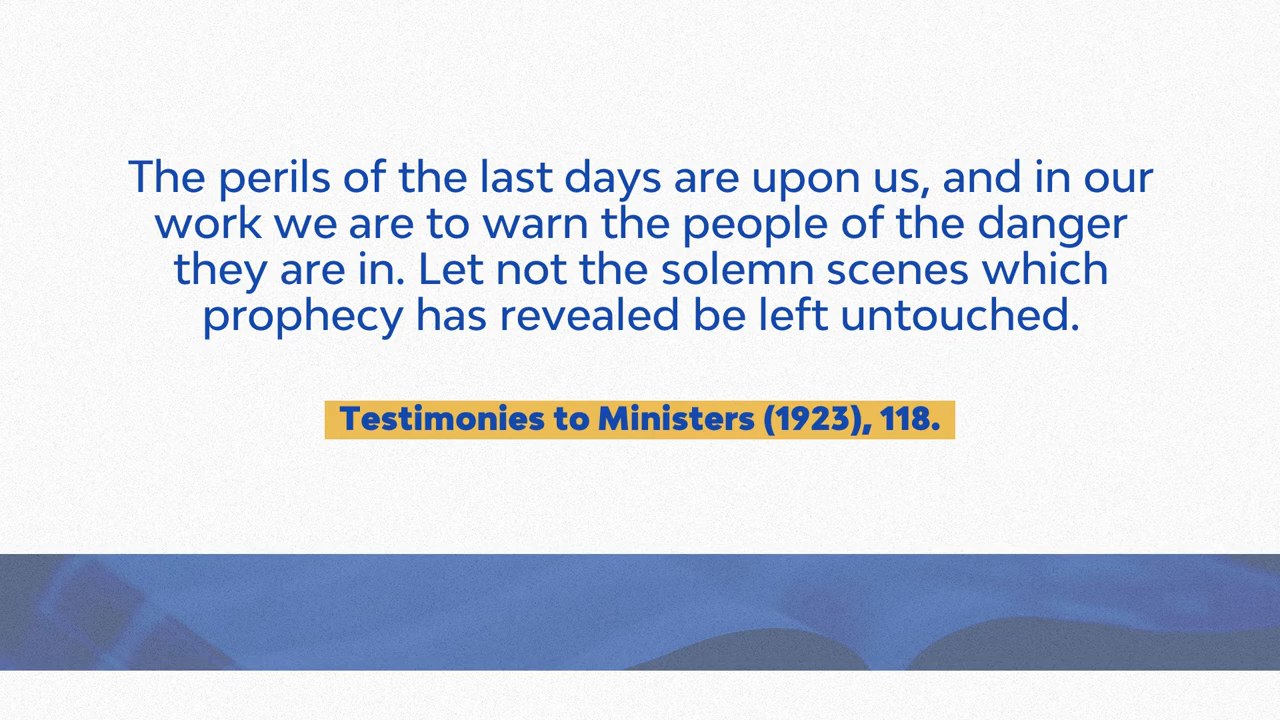 The perils of the last days are upon us, and in our
work we are to warn the people of the danger
they are in. Let not the solemn scenes which
prophecy has revealed be left untouched.
Testimonies to Ministers (1923), 118.